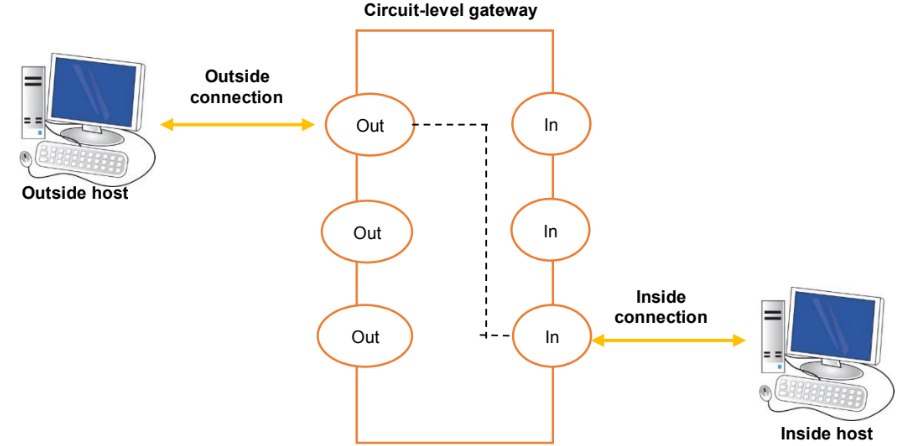 Circuit-level gateway
Outside
connection
Out
In
Outside host
Out
In
Inside
connection
Out
In
Inside host